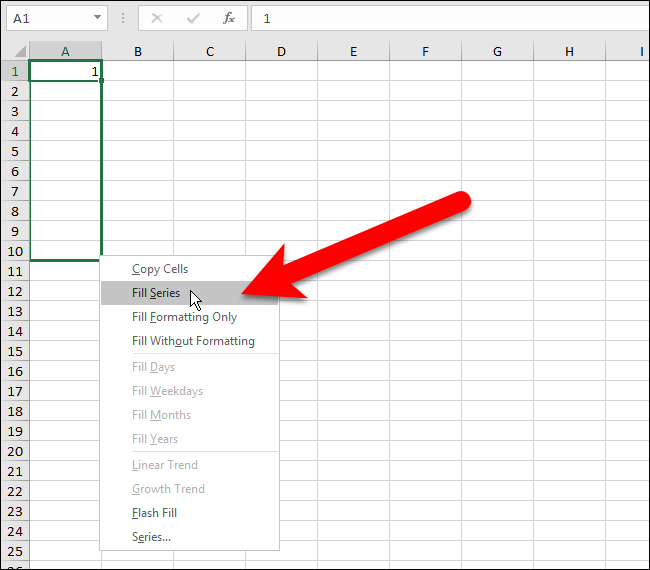 A1
fx
1
A B C D E F G H I
1 1
2
3
4
5
6
7
8
9
10
11
Copy Cells
12
Fill Series
13
Fill Formatting Only
14
Fill Without Formatting
15
16
Fill Days
17
Fill Weekdays
18
Fill Months
19
Fill Years
20
21
Linear Trend
22
Growth Trend
23
Flash Fill
24
Series...
25
26